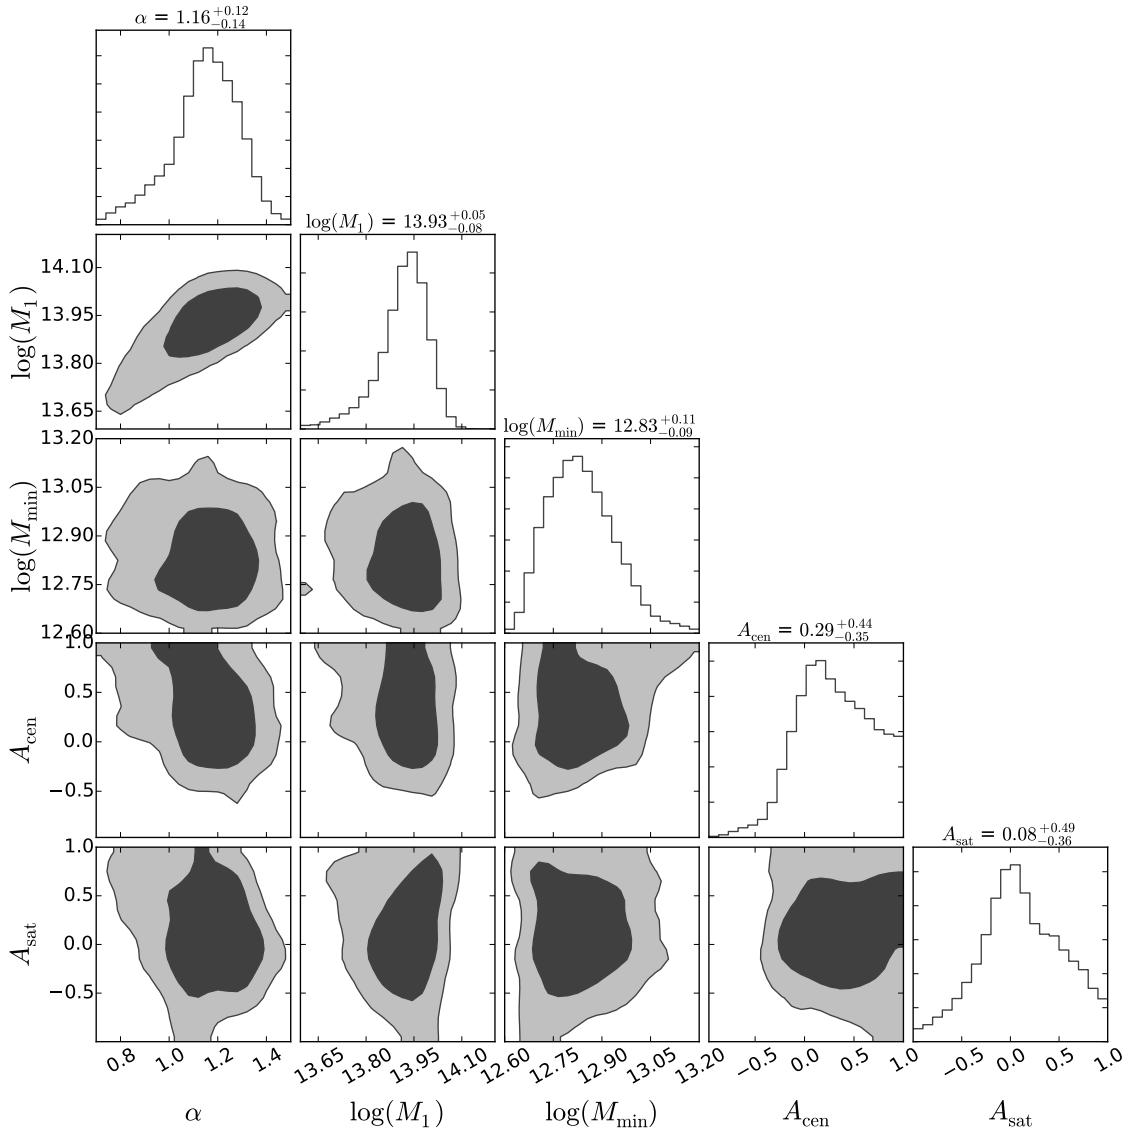 α = 1.16+0.12−0.14
log(M1) = 13.93+0.05−0.08
14.10
13.95
13.80
13.65
log(M1)
log(Mmin) = 12.83+0.11−0.09
13.20
13.05
12.90
12.75
12.60
log(Mmin)
Acen = 0.29+0.44−0.35
1.0
0.5
0.0
−0.5
Acen
Asat = 0.08+0.49−0.36
1.0
0.5
0.0
−0.5
Asat
0.8 1.0 1.2 1.4
13.65 13.80 13.95 14.10
12.60 12.75 12.90 13.05 13.20
−0.5 0.0 0.5 1.0
−0.5 0.0 0.5 1.0
α log(M1) log(Mmin) Acen Asat